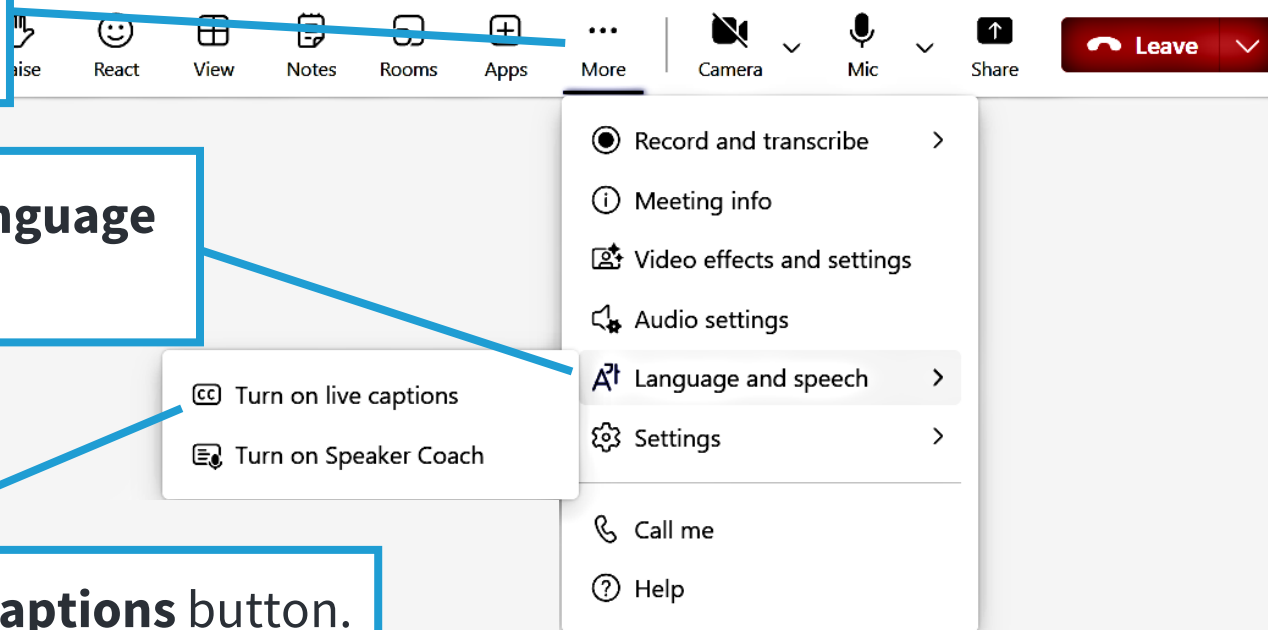 React View Notes Rooms Apps More Camera Mic Share Leave
Record and transcribe
Meeting info
nguage
Video effects and settings
Audio settings
Language and speech
CC Turn on live captions
Settings
Turn on Speaker Coach
Call me
Help
aptions button.